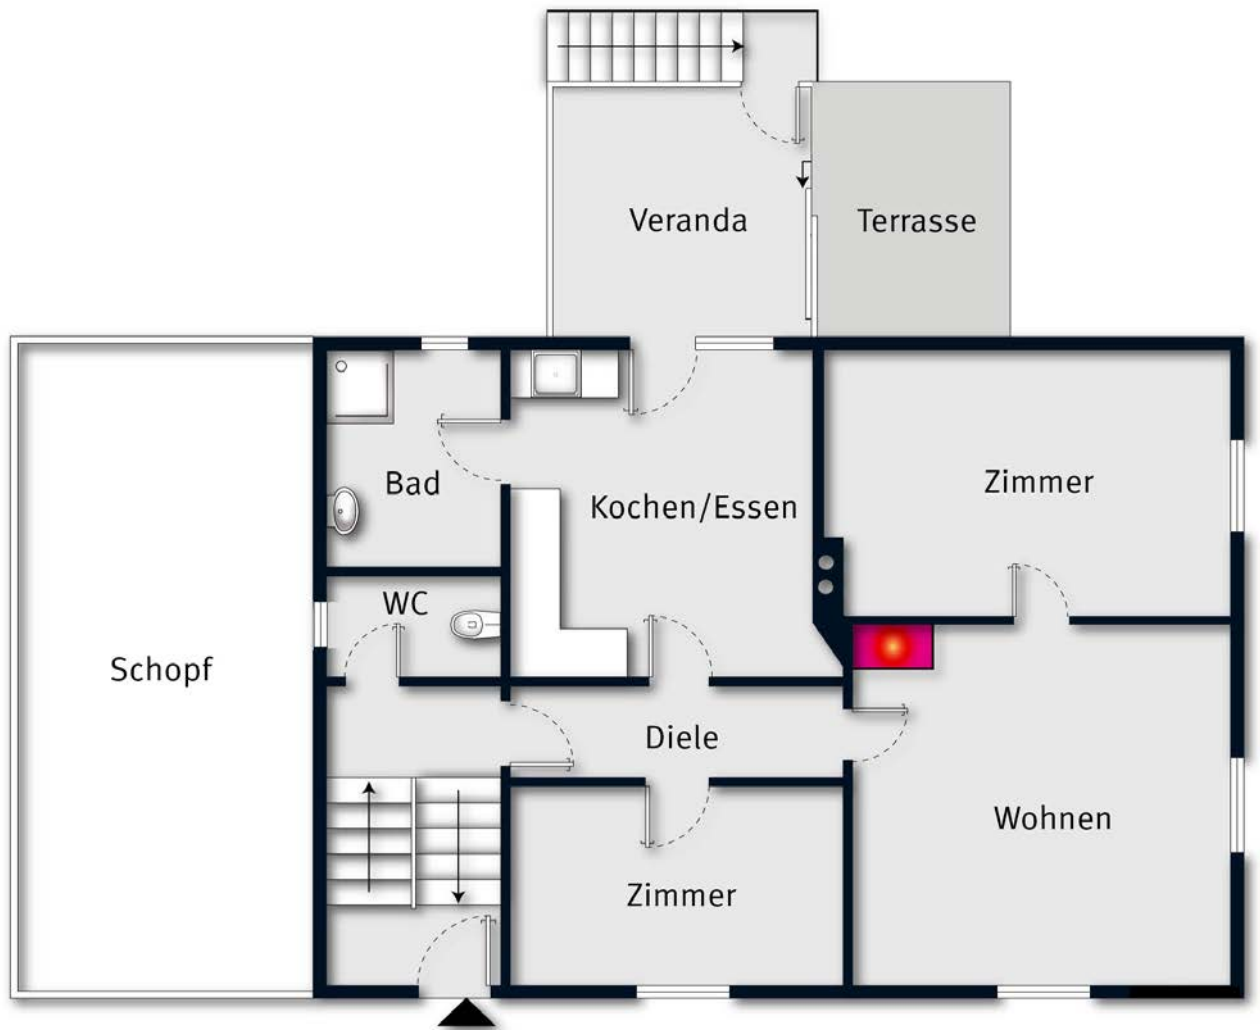 Veranda
Terrasse
Bad
Kochen/Essen
Zimmer
WC
Schopf
Diele
Wohnen
Zimmer